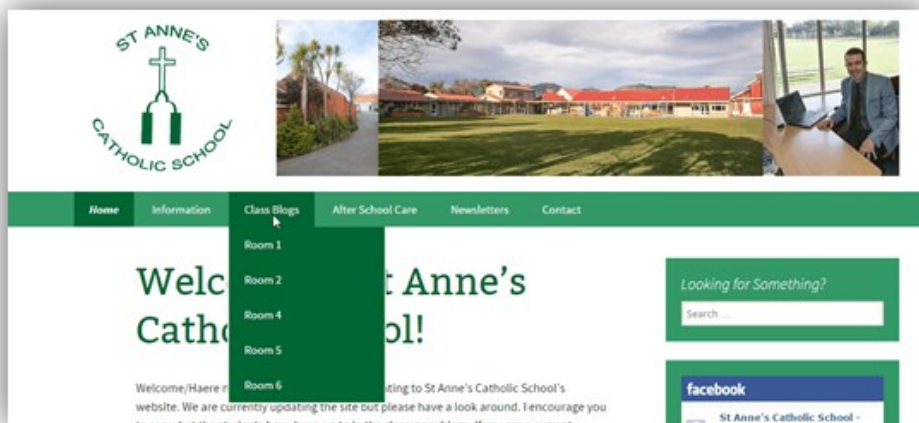 ST ANNE'S
CATHOLIC SCHOOL
Home Information Class Blogs After School Care Newsletters Contact
Room 1
Room 2
Room 4
Room 5
Room 6
Welc t Anne's
Catho ol!
Looking for Something?
Search ...
Welcome/Haere ating to St Anne's Catholic School's
website. We are currently updating the site but please have a look around. I encourage you
facebook
St Anne's Catholic School -